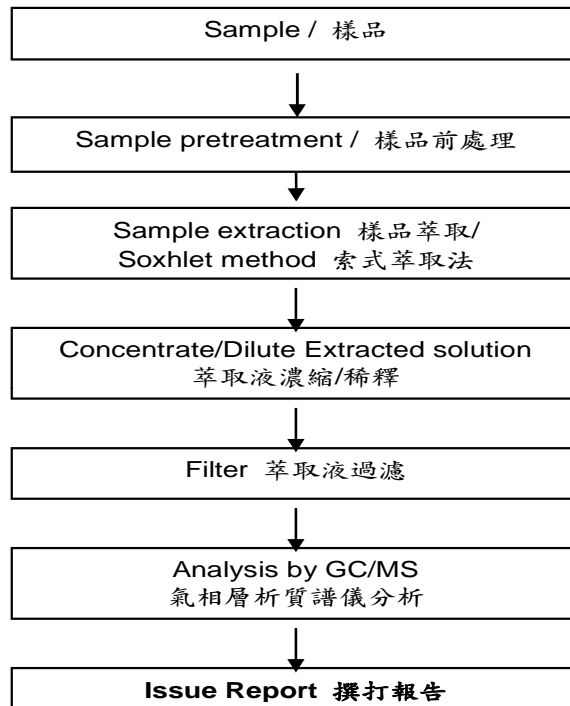 Sample / 樣品
Sample pretreatment / 樣品前處理
Sample extraction 樣品萃取/
Soxhlet method 索式萃取法
Concentrate/Dilute Extracted solution
萃取液濃縮/稀釋
Filter 萃取液過濾
Analysis by GC/MS
氣相層析質譜儀分析
Issue Report 撰打報告